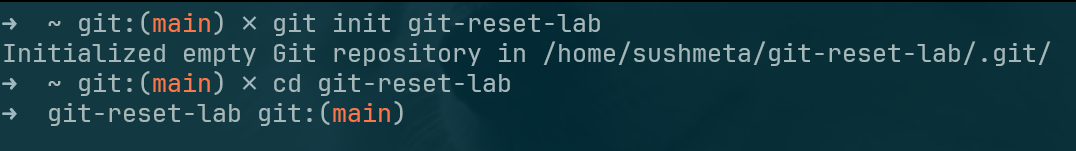 ➜  ~ git:(main) ✗ git init git-reset-lab
Initialized empty Git repository in /home/sushmeta/git-reset-lab/.git/
➜  ~ git:(main) ✗ cd git-reset-lab
➜  git-reset-lab git:(main)